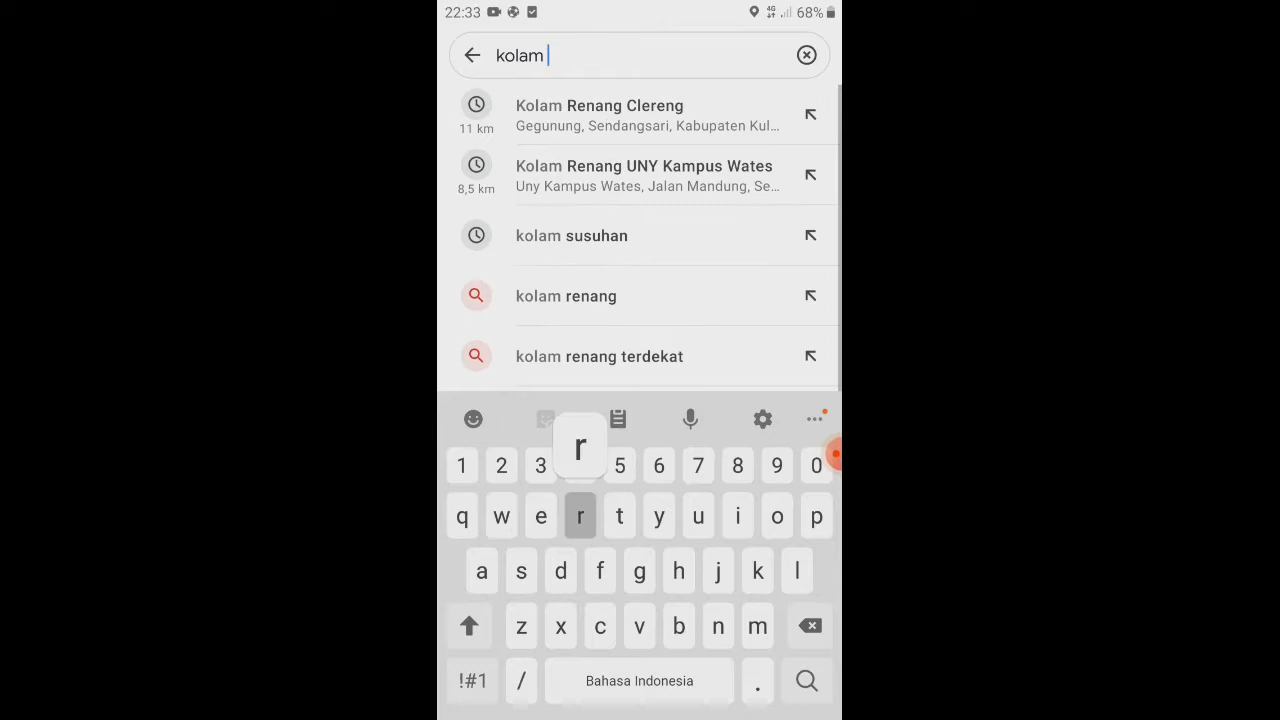 22:33 4G 68%
kolam
Kolam Renang Clereng
11 km
Gegunung, Sendangsari, Kabupaten Kul...
Kolam Renang UNY Kampus Wates
8,5 km
Uny Kampus Wates, Jalan Mandung, Se...
kolam susuhan
kolam renang
kolam renang terdekat
r
1 2 3 5 6 7 8 9 0
q w e r t y u i o p
a s d f g h j k l
z x c v b n m
!#1 / Bahasa Indonesia .